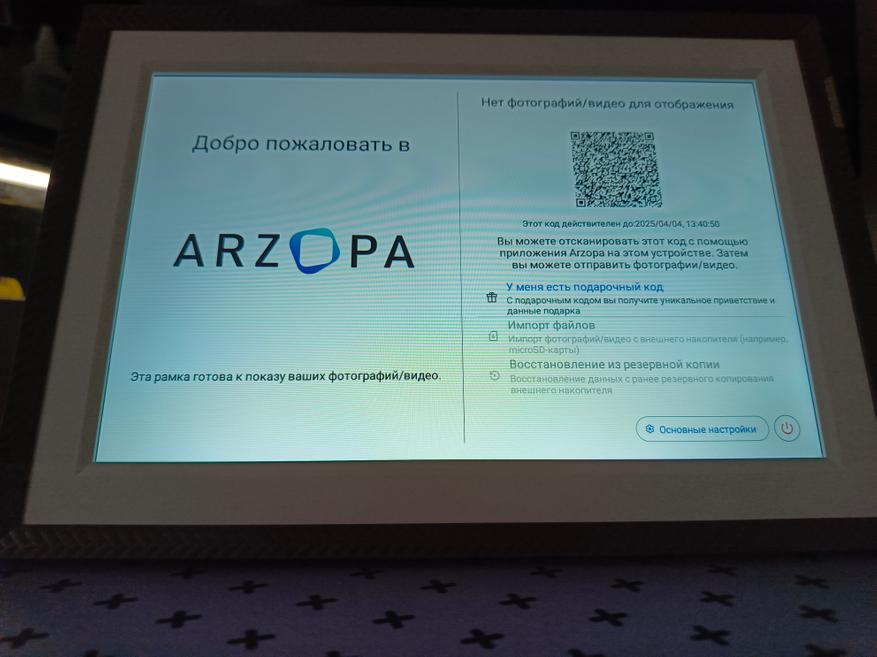 Добро пожаловать в
ARZOPA
Эта рамка готова к показу ваших фотографий/видео.
Нет фотографий/видео для отображения
Этот код действителен до:2025/04/04, 13:40:50
Вы можете отсканировать этот код с помощью
приложения Arzopa на этом устройстве. Затем
вы можете отправить фотографии/видео.
У меня есть подарочный код
С подарочным кодом вы получите уникальное приветствие и
данные подарка
Импорт файлов
Импорт фотографий/видео с внешнего накопителя (например,
microSD-карты)
Восстановление из резервной копии
Восстановление данных с ранее резервного копирования
внешнего накопителя
Основные настройки